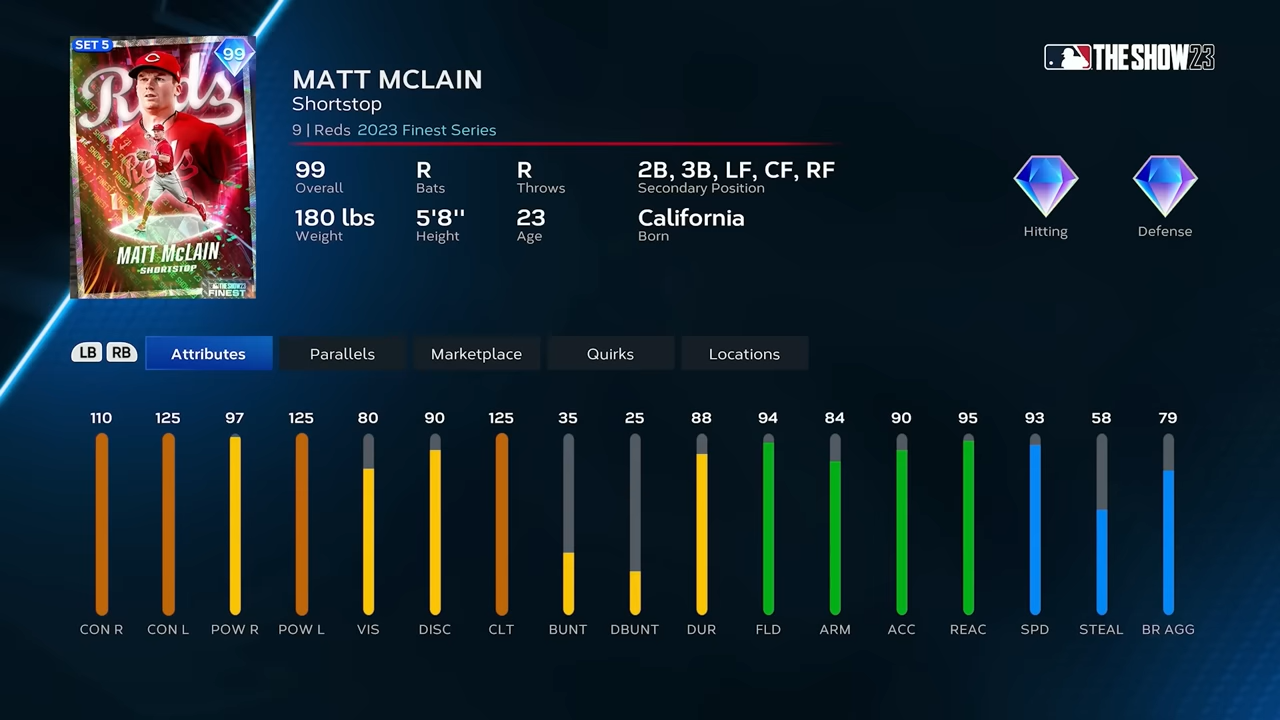 SET 5
99
Reds
Reds
MATT McLAIN
SHORTSTOP
THE SHOW 23
FINEST
MATT MCLAIN
Shortstop
9 | Reds 2023 Finest Series
99 R R 2B, 3B, LF, CF, RF
Overall Bats Throws Secondary Position
180 lbs 5'8'' 23 California
Weight Height Age Born
THE SHOW 23
Hitting Defense
LB RB Attributes Parallels Marketplace Quirks Locations
110 125 97 125 80 90 125 35 25 88 94 84 90 95 93 58 79
CON R CON L POW R POW L VIS DISC CLT BUNT DBUNT DUR FLD ARM ACC REAC SPD STEAL BR AGG